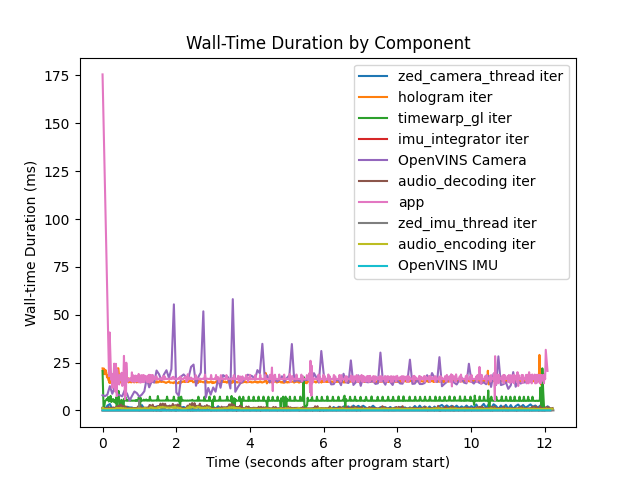 Wall-Time Duration by Component
Wall-time Duration (ms)
175
150
125
100
75
50
25
0
zed_camera_thread iter
hologram iter
timewarp_gl iter
imu_integrator iter
OpenVINS Camera
audio_decoding iter
app
zed_imu_thread iter
audio_encoding iter
OpenVINS IMU
0 2 4 6 8 10 12
Time (seconds after program start)